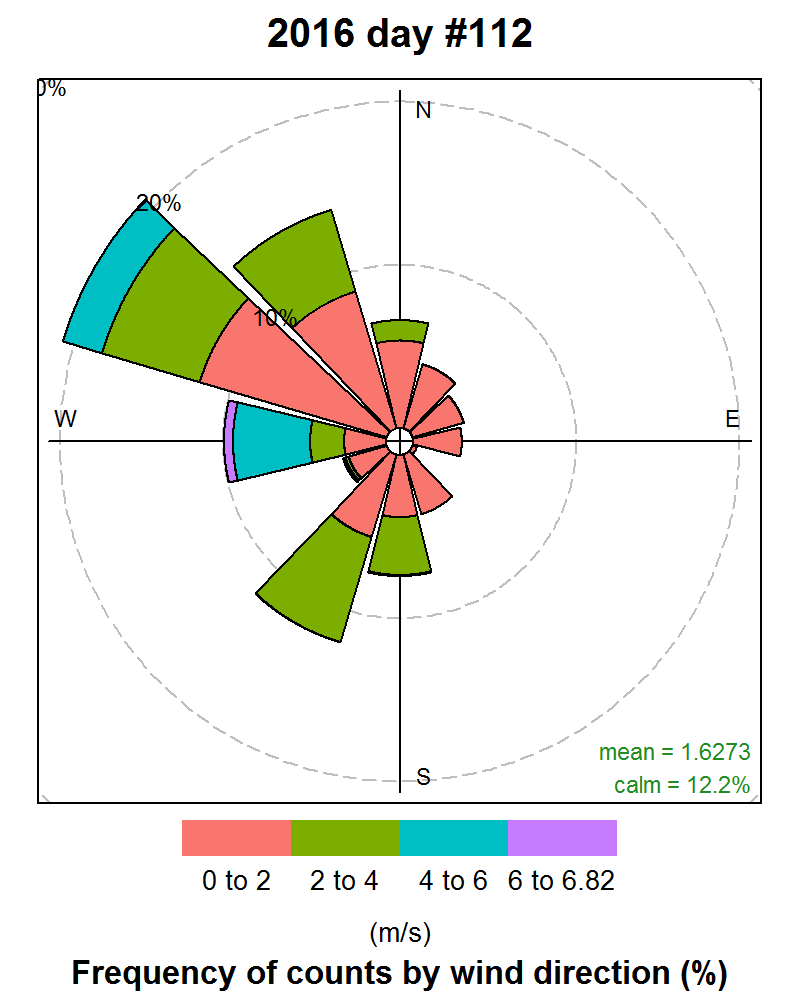 2016 day #112
0%
N
20%
10%
W
E
S
mean = 1.6273
calm = 12.2%
0 to 2 2 to 4 4 to 6 6 to 6.82
(m/s)
Frequency of counts by wind direction (%)